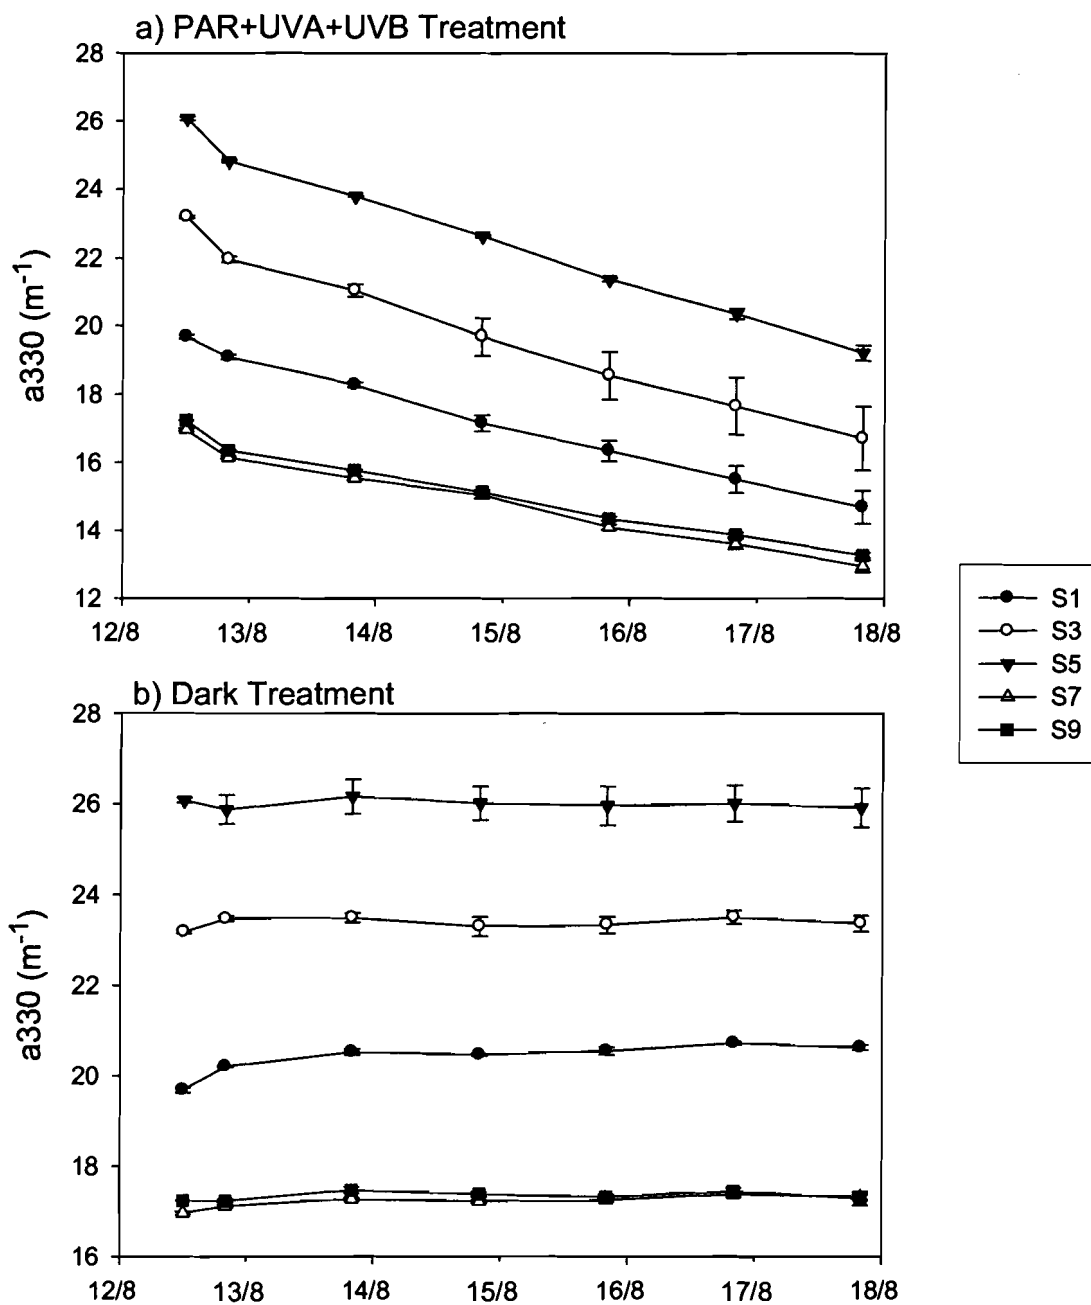 a) PAR+UVA+UVB Treatment
28
26
24
22
20
18
16
14
12
a330 (m⁻¹)
12/8 13/8 14/8 15/8 16/8 17/8 18/8
S1
S3
S5
S7
S9
b) Dark Treatment
28
26
24
22
20
18
16
a330 (m⁻¹)
12/8 13/8 14/8 15/8 16/8 17/8 18/8